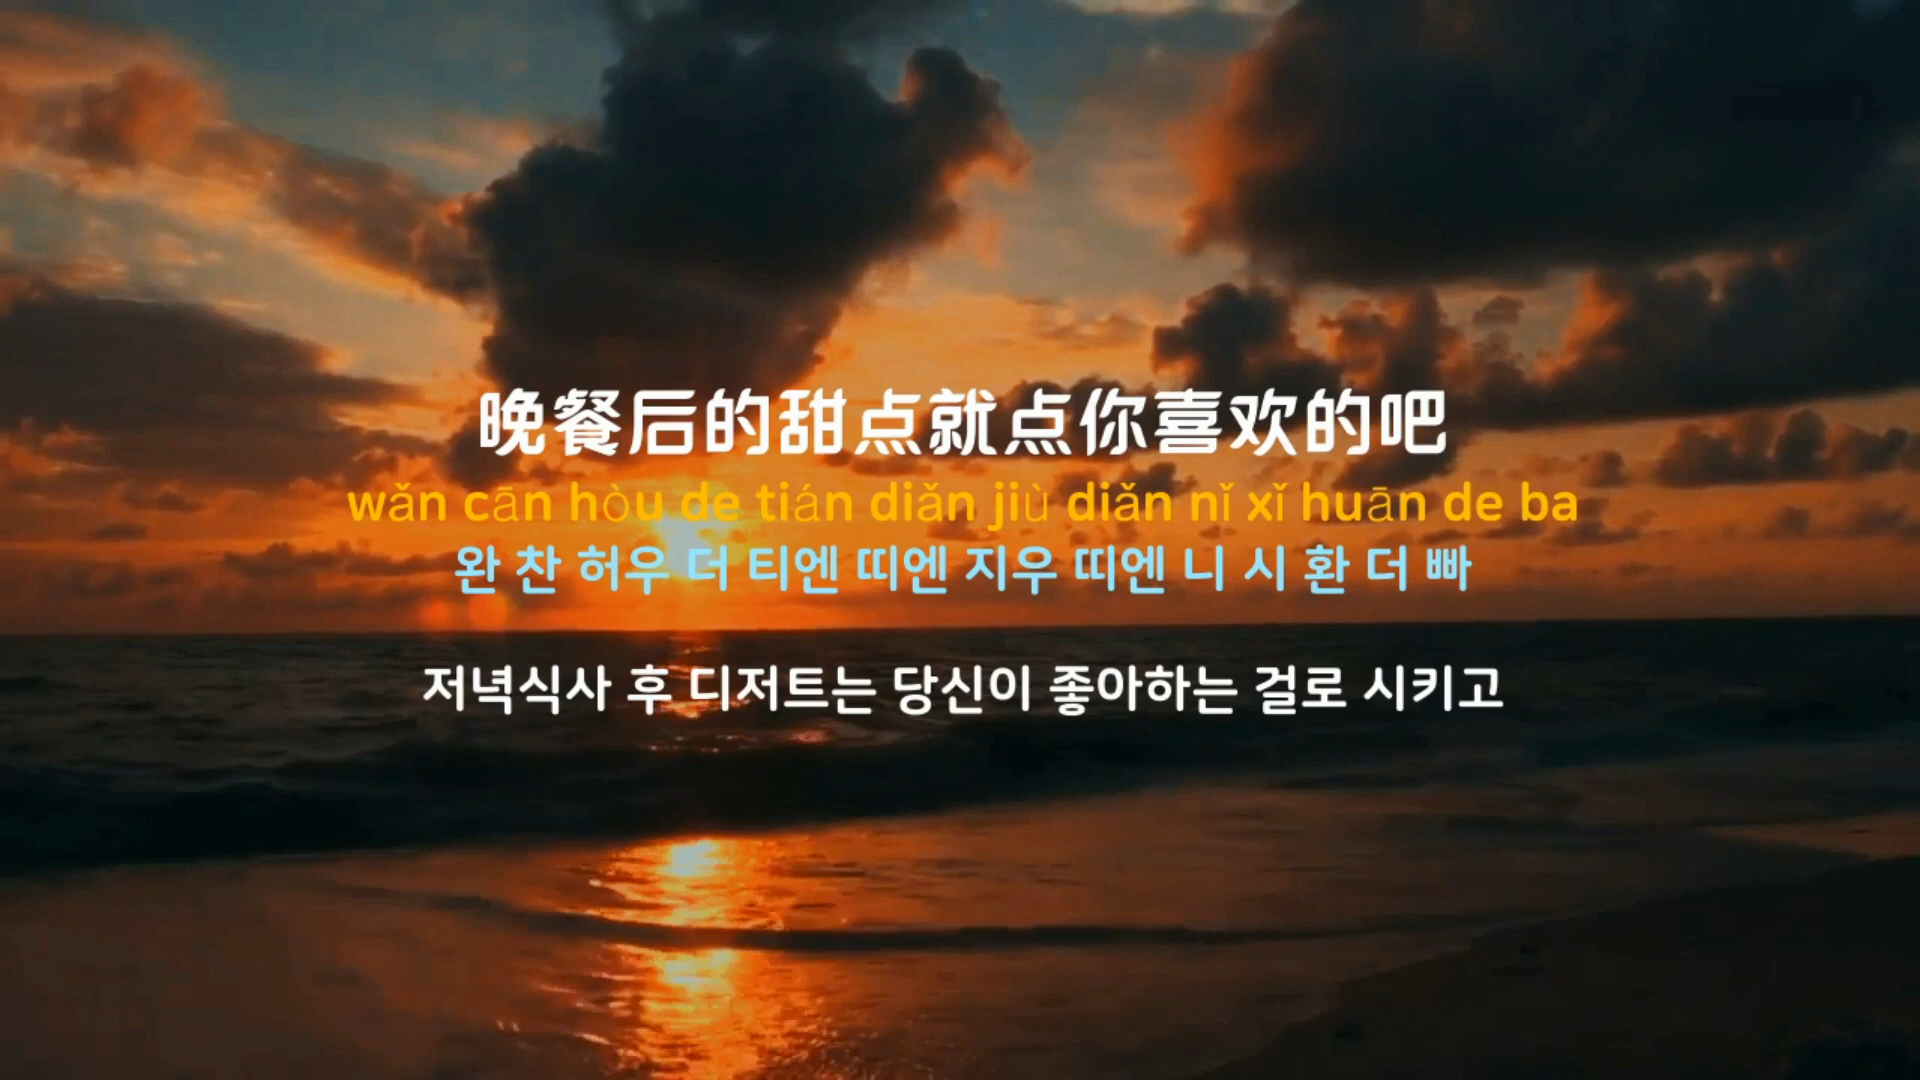 晚餐后的甜点就点你喜欢的吧
wǎn cān hòu de tián diǎn jiù diǎn nǐ xǐ huān de ba
완 찬 허우 더 티엔 띠엔 지우 띠엔 니 시 환 더 빠
저녁식사 후 디저트는 당신이 좋아하는 걸로 시키고